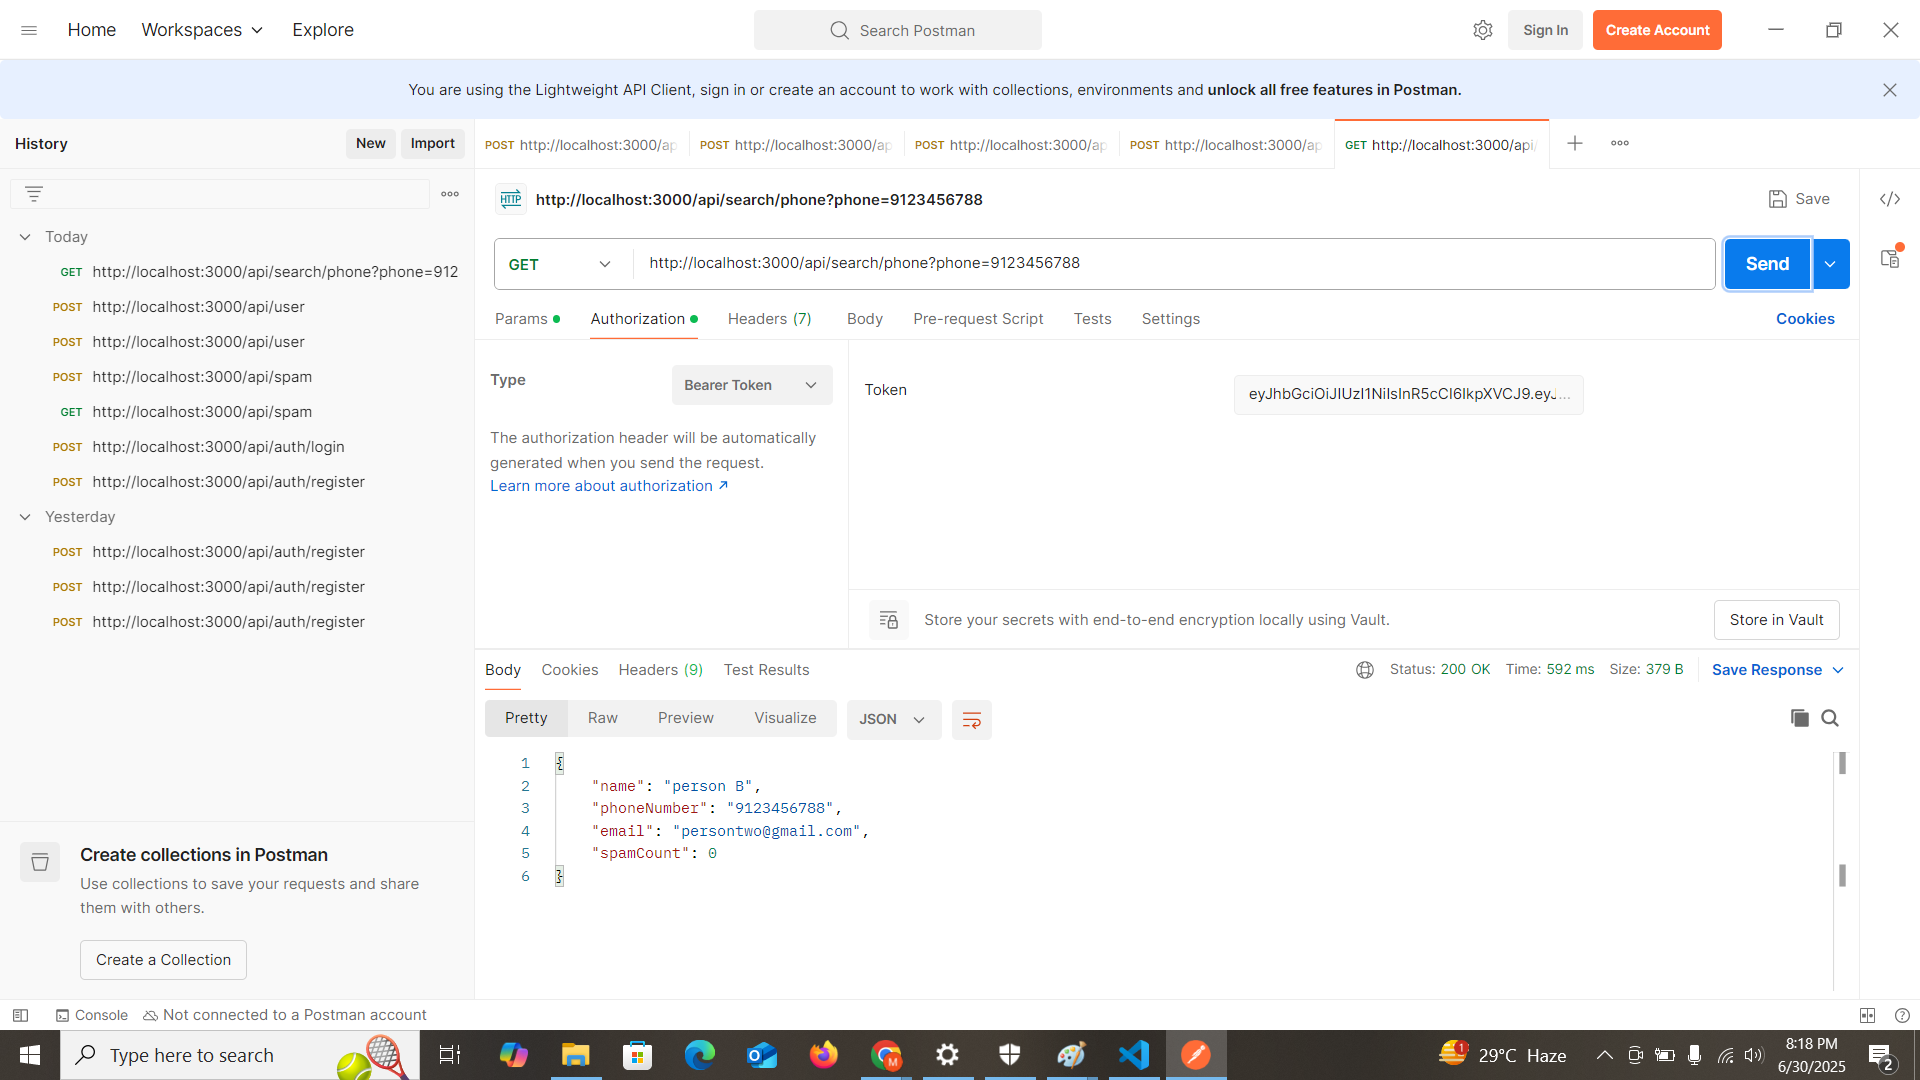 Home Workspaces Explore
Search Postman
Sign In Create Account
You are using the Lightweight API Client, sign in or create an account to work with collections, environments and unlock all free features in Postman.
History New Import
Today
GET http://localhost:3000/api/search/phone?phone=912
POST http://localhost:3000/api/user
POST http://localhost:3000/api/user
POST http://localhost:3000/api/spam
GET http://localhost:3000/api/spam
POST http://localhost:3000/api/auth/login
POST http://localhost:3000/api/auth/register
Yesterday
POST http://localhost:3000/api/auth/register
POST http://localhost:3000/api/auth/register
POST http://localhost:3000/api/auth/register
Create collections in Postman
Use collections to save your requests and share
them with others.
Create a Collection
POST http://localhost:3000/ap POST http://localhost:3000/ap POST http://localhost:3000/ap POST http://localhost:3000/ap GET http://localhost:3000/api/
HTTP http://localhost:3000/api/search/phone?phone=9123456788 Save
GET http://localhost:3000/api/search/phone?phone=9123456788 Send
Params Authorization Headers (7) Body Pre-request Script Tests Settings Cookies
Type Bearer Token
The authorization header will be automatically
generated when you send the request.
Learn more about authorization ↗
Token eyJhbGciOiJIUzI1NiIsInR5cCI6IkpXVCJ9.eyJ...
Store your secrets with end-to-end encryption locally using Vault. Store in Vault
Body Cookies Headers (9) Test Results Status: 200 OK Time: 592 ms Size: 379 B Save Response
Pretty Raw Preview Visualize JSON
1 {
2 "name": "person B",
3 "phoneNumber": "9123456788",
4 "email": "persontwo@gmail.com",
5 "spamCount": 0
6 }
Console Not connected to a Postman account
Type here to search
M
1 29°C Haze
8:18 PM
6/30/2025
2